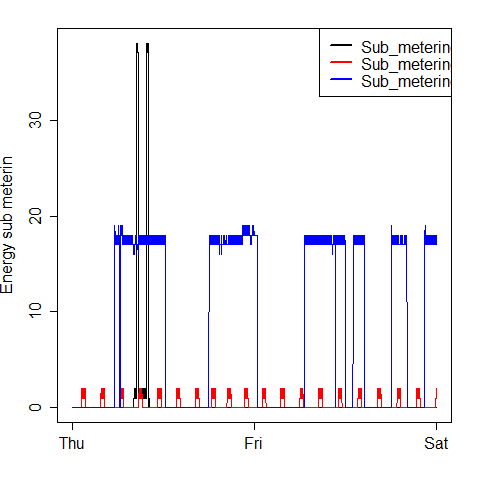 Sub_meterin
Sub_meterin
Sub_meterin
Energy sub meterin
0
10
20
30
Thu
Fri
Sat